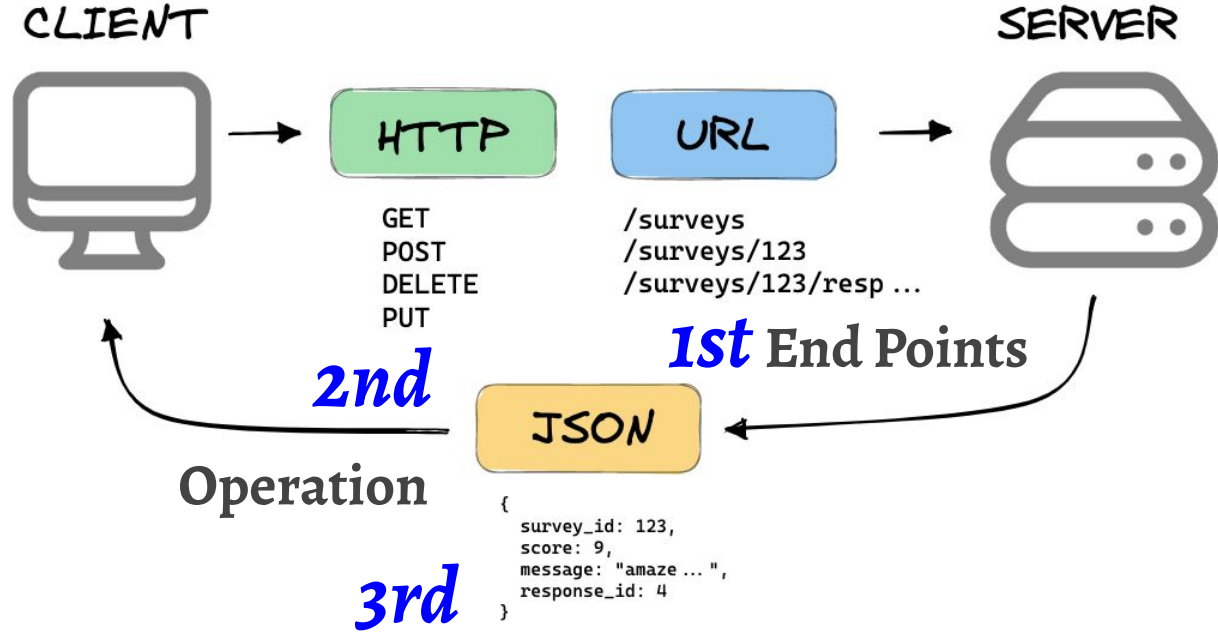 CLIENT
SERVER
HTTP
URL
GET
POST
DELETE
PUT
/surveys
/surveys/123
/surveys/123/resp ...
1st End Points
2nd
Operation
JSON
{
survey_id: 123,
score: 9,
message: "amaze ... ",
response_id: 4
}
3rd